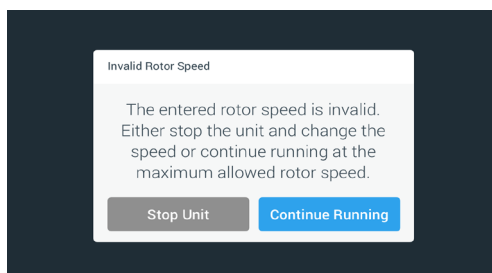 Invalid Rotor Speed
The entered rotor speed is invalid.
Either stop the unit and change the
speed or continue running at the
maximum allowed rotor speed.
Stop Unit
Continue Running